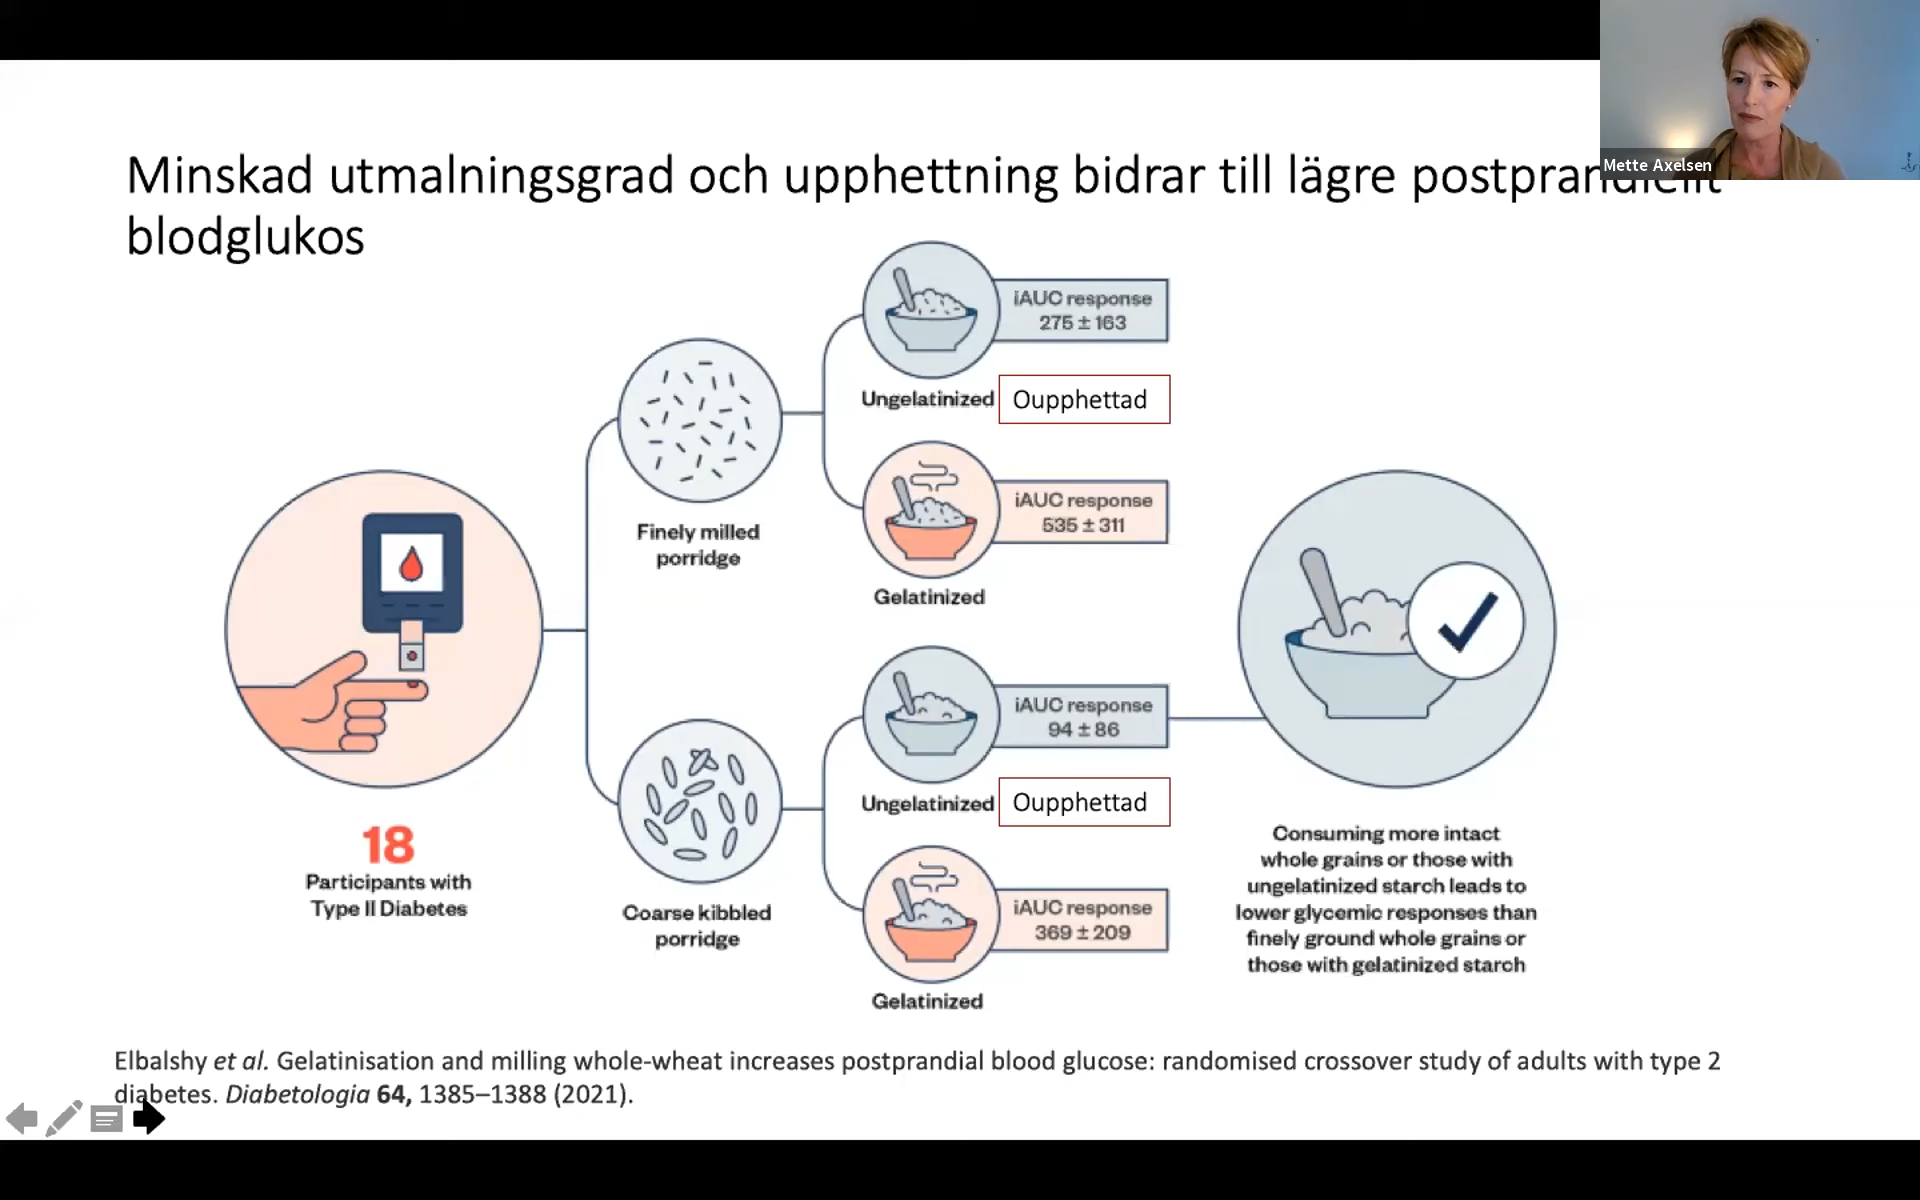 Mette Axelsen
Minskad utmalningsgrad och upphettning bidrar till lägre postprandiellt
blodglukos
iAUC response
275 ± 163
Ungelatinized
Oupphettad
Finely milled
porridge
iAUC response
535 ± 311
Gelatinized
18
Participants with
Type II Diabetes
iAUC response
94 ± 86
Ungelatinized
Oupphettad
Coarse kibbled
porridge
iAUC response
369 ± 209
Gelatinized
Consuming more intact
whole grains or those with
ungelatinized starch leads to
lower glycemic responses than
finely ground whole grains or
those with gelatinized starch
Elbalshy et al. Gelatinisation and milling whole-wheat increases postprandial blood glucose: randomised crossover study of adults with type 2
diabetes. Diabetologia 64, 1385–1388 (2021).